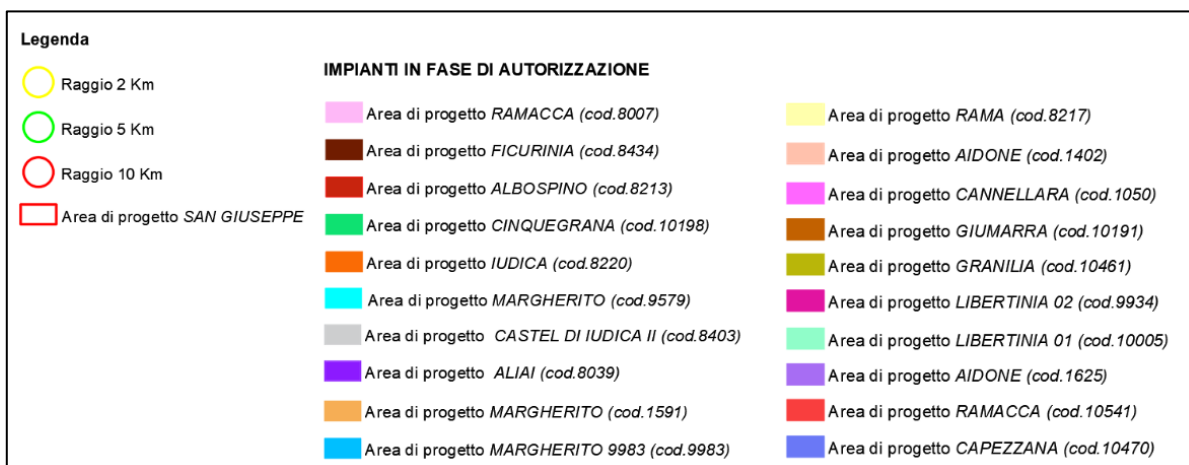 Legenda
Raggio 2 Km
Raggio 5 Km
Raggio 10 Km
Area di progetto SAN GIUSEPPE
IMPIANTI IN FASE DI AUTORIZZAZIONE
Area di progetto RAMACCA (cod.8007)
Area di progetto FICURINIA (cod.8434)
Area di progetto ALBOSPINO (cod.8213)
Area di progetto CINQUEGRANA (cod.10198)
Area di progetto IUDICA (cod.8220)
Area di progetto MARGHERITO (cod.9579)
Area di progetto CASTEL DI IUDICA II (cod.8403)
Area di progetto ALIAI (cod.8039)
Area di progetto MARGHERITO (cod.1591)
Area di progetto MARGHERITO 9983 (cod.9983)
Area di progetto RAMA (cod.8217)
Area di progetto AIDONE (cod.1402)
Area di progetto CANNELLARA (cod.1050)
Area di progetto GIUMARRA (cod.10191)
Area di progetto GRANILIA (cod.10461)
Area di progetto LIBERTINIA 02 (cod.9934)
Area di progetto LIBERTINIA 01 (cod.10005)
Area di progetto AIDONE (cod.1625)
Area di progetto RAMACCA (cod.10541)
Area di progetto CAPEZZANA (cod.10470)